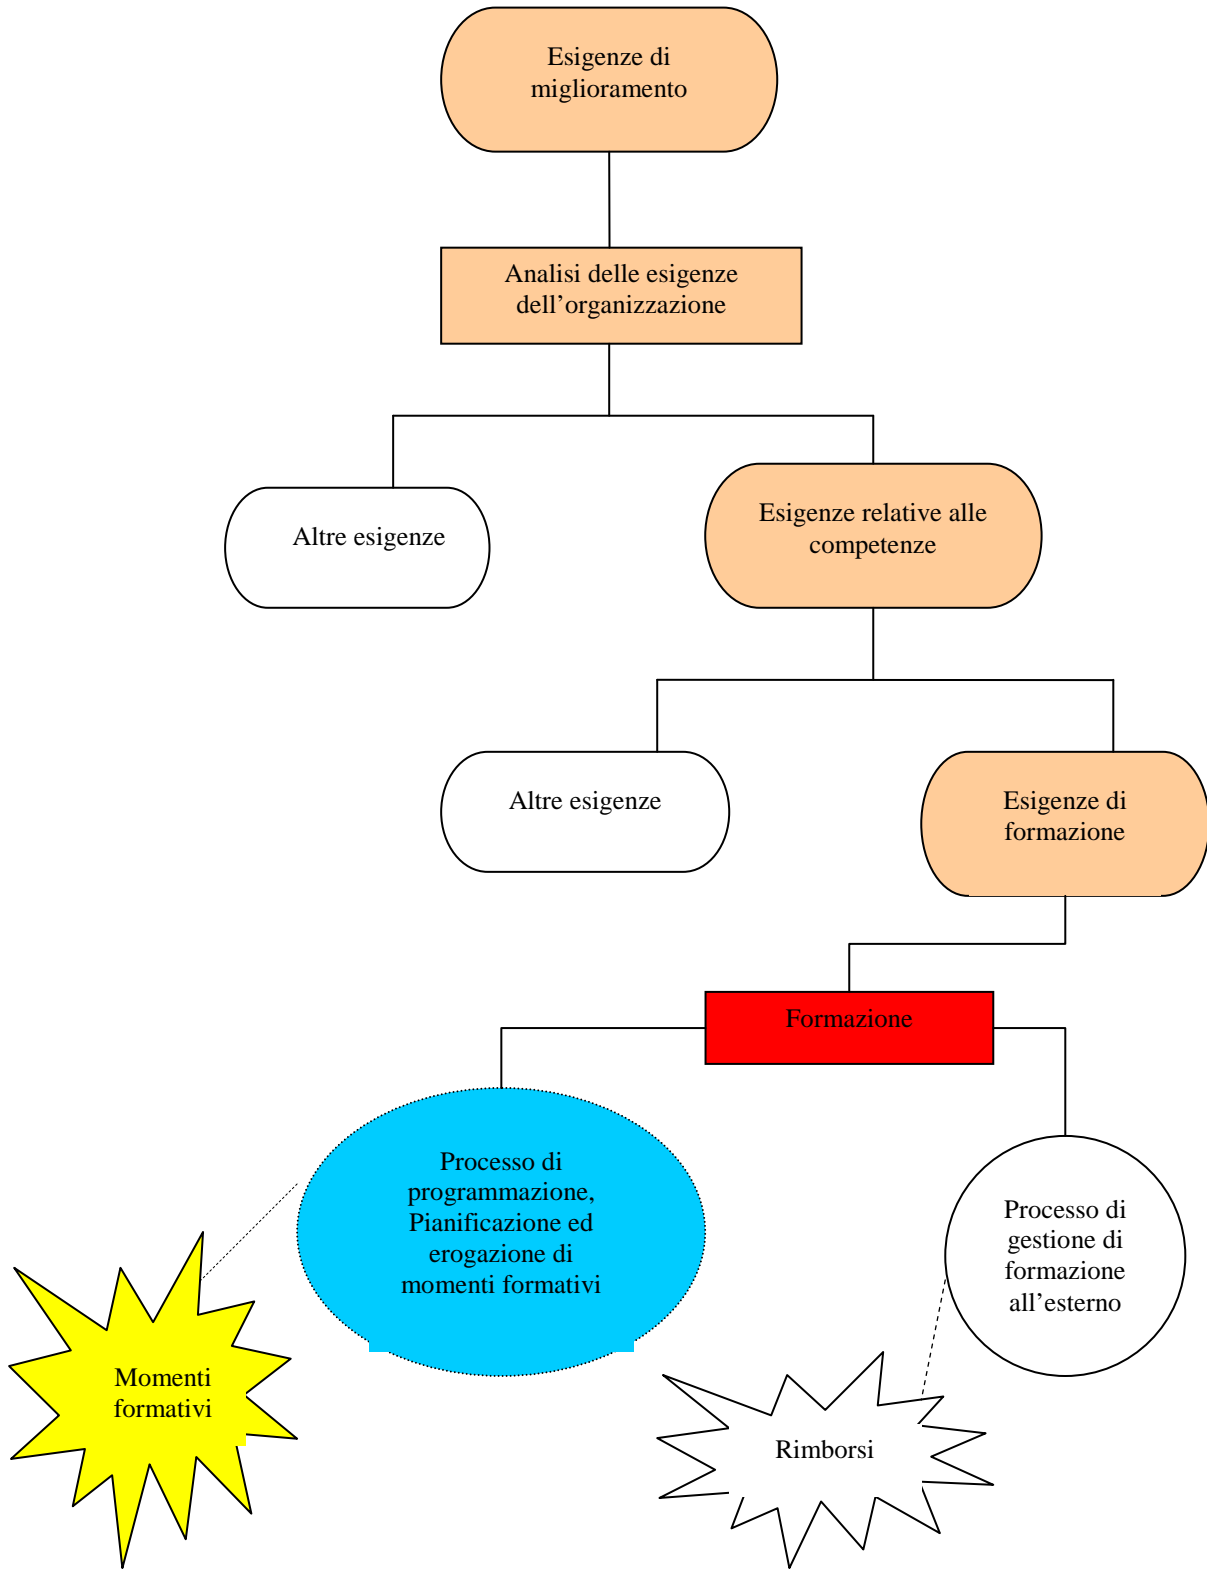 Esigenze di
miglioramento
Analisi delle esigenze
dell’organizzazione
Altre esigenze
Esigenze relative alle
competenze
Altre esigenze
Esigenze di
formazione
Formazione
Processo di
programmazione,
Pianificazione ed
erogazione di
momenti formativi
Processo di
gestione di
formazione
all’esterno
Momenti
formativi
Rimborsi